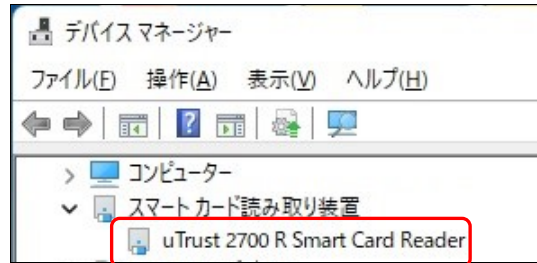 デバイス マネージャー
ファイル(F) 操作(A) 表示(V) ヘルプ(H)
コンピューター
スマート カード読み取り装置
uTrust 2700 R Smart Card Reader